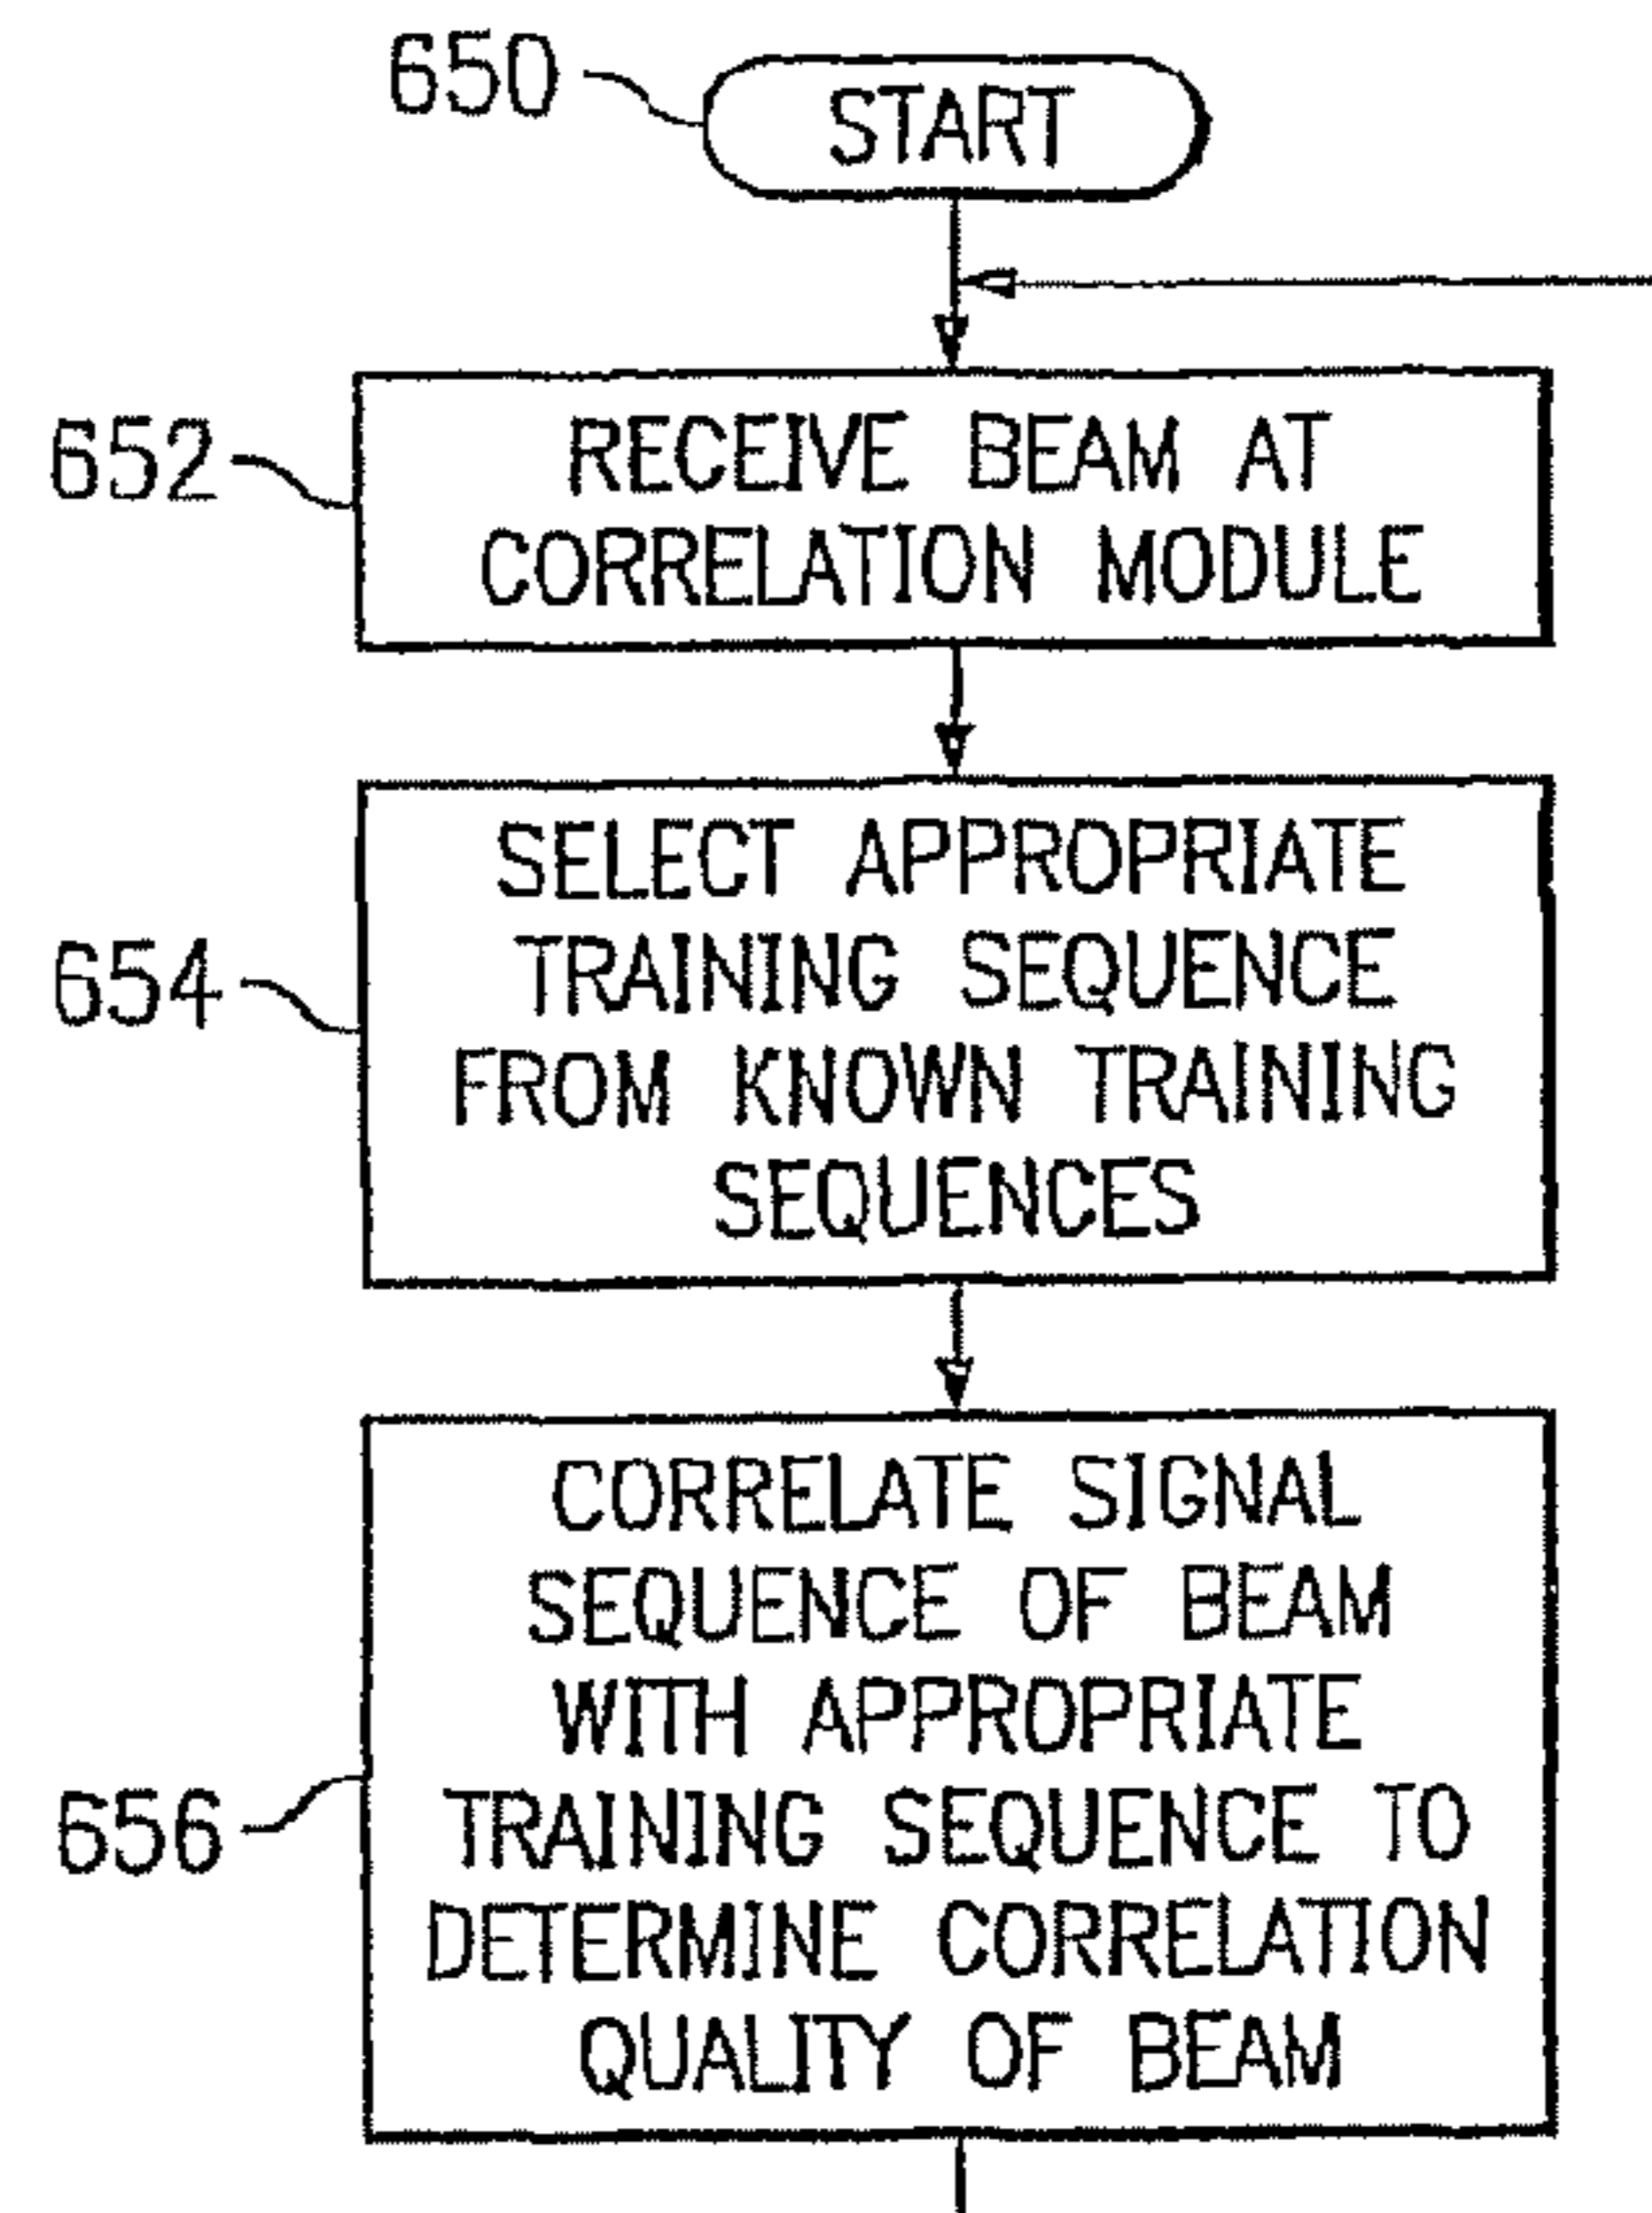 650
START
652
RECEIVE BEAM AT
CORRELATION MODULE
654
SELECT APPROPRIATE
TRAINING SEQUENCE
FROM KNOWN TRAINING
SEQUENCES
656
CORRELATE SIGNAL
SEQUENCE OF BEAM
WITH APPROPRIATE
TRAINING SEQUENCE TO
DETERMINE CORRELATION
QUALITY OF BEAM